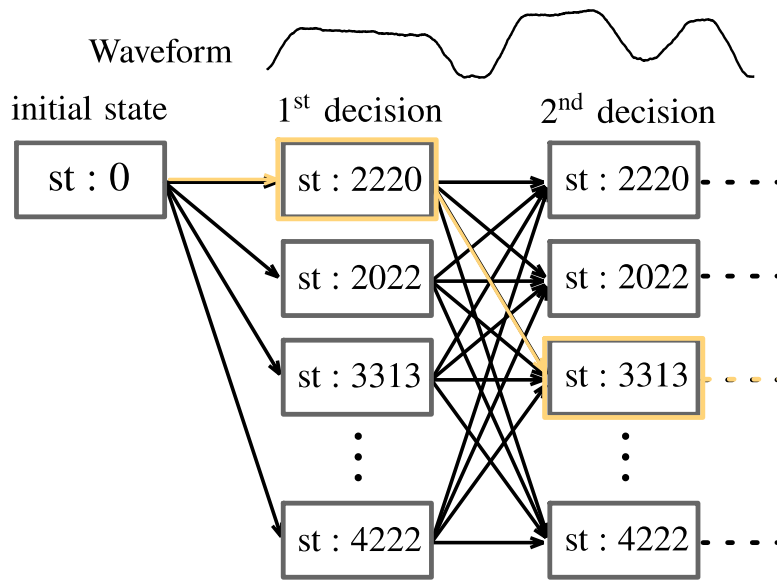 Waveform
initial state
1st decision
2nd decision
st : 0
st : 2220
st : 2220
st : 2022
st : 2022
st : 3313
st : 3313
st : 4222
st : 4222